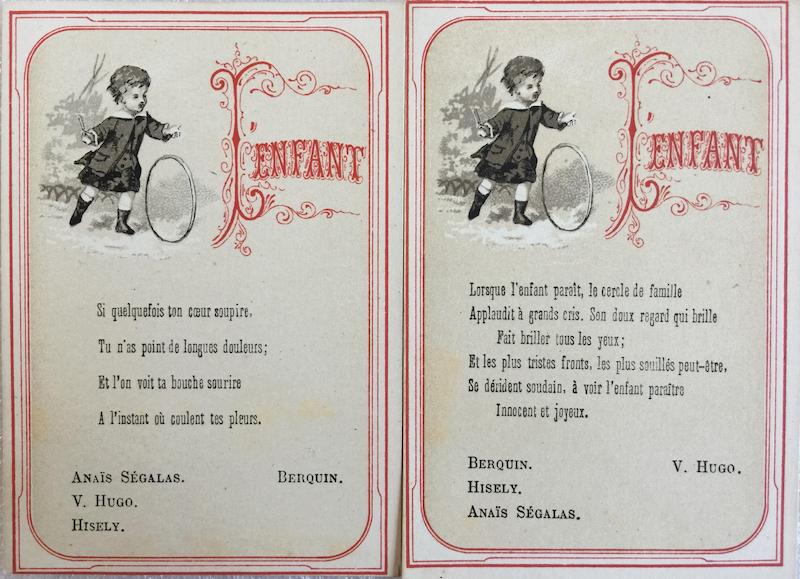 L'ENFANT
Si quelquefois ton cœur soupire,
Tu n'as point de longues douleurs;
Et l'on voit ta bouche sourire
A l'instant où coulent tes pleurs.
ANAÏS SÉGALAS. BERQUIN.
V. HUGO.
HISELY.
L'ENFANT
Lorsque l'enfant paraît, le cercle de famille
Applaudit à grands cris. Son doux regard qui brille
Fait briller tous les yeux;
Et les plus tristes fronts, les plus souillés peut-être,
Se dérident soudain, à voir l'enfant paraître
Innocent et joyeux.
BERQUIN. V. HUGO.
HISELY.
ANAÏS SÉGALAS.